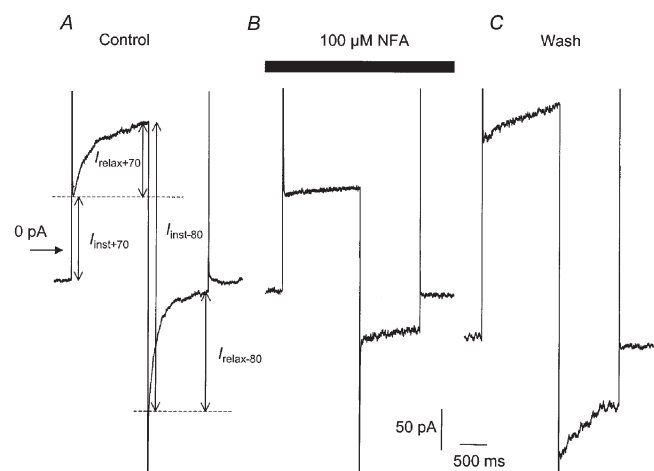 A
Control
B
100 µM NFA
C
Wash
Irelax+70
0 pA
Iinst+70
Iinst-80
Irelax-80
50 pA
500 ms